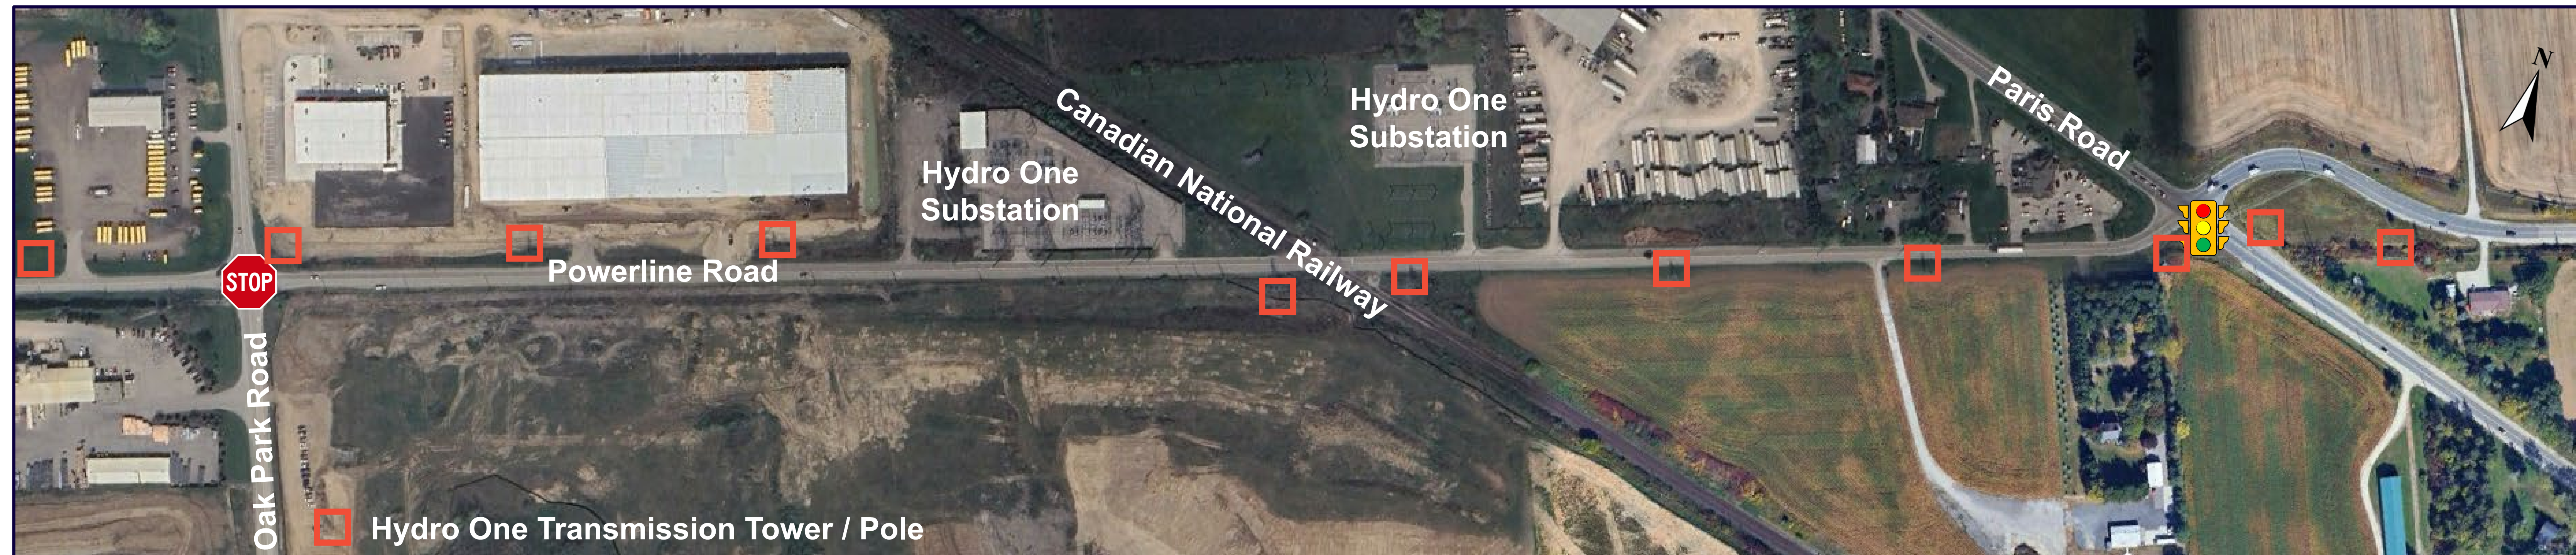 N
Paris Road
Canadian National Railway
Hydro One
Substation
Hydro One
Substation
Powerline Road
STOP
Oak Park Road
Hydro One Transmission Tower / Pole